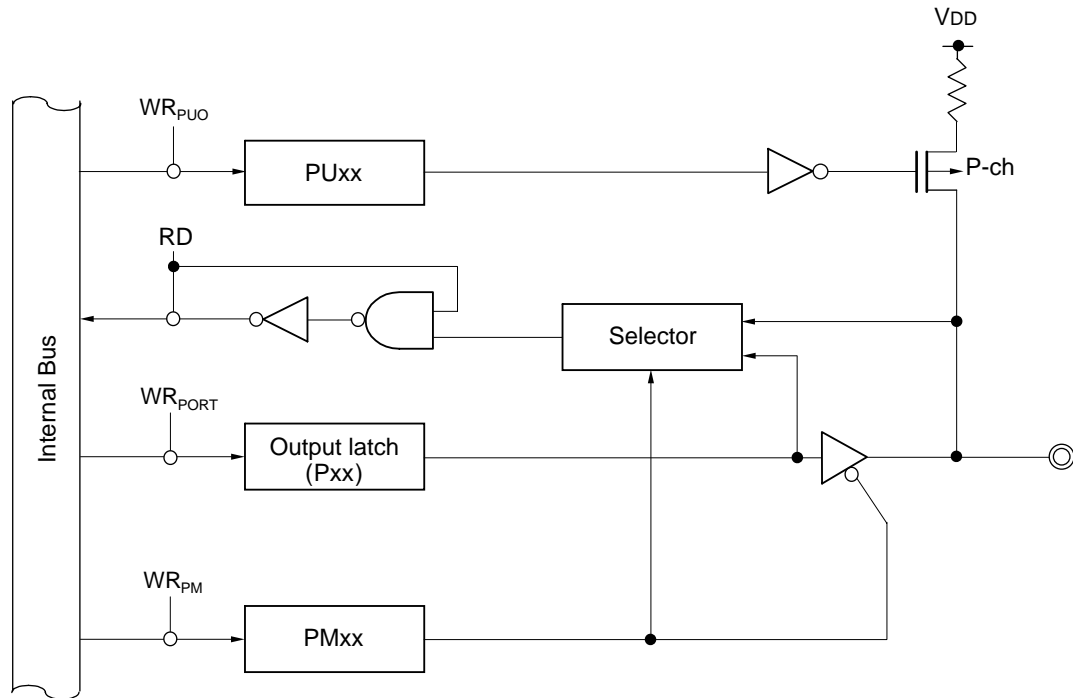 VDD
WRPUO
PUxx
P-ch
RD
Selector
Internal Bus
WRPORT
Output latch
(Pxx)
WRPM
PMxx